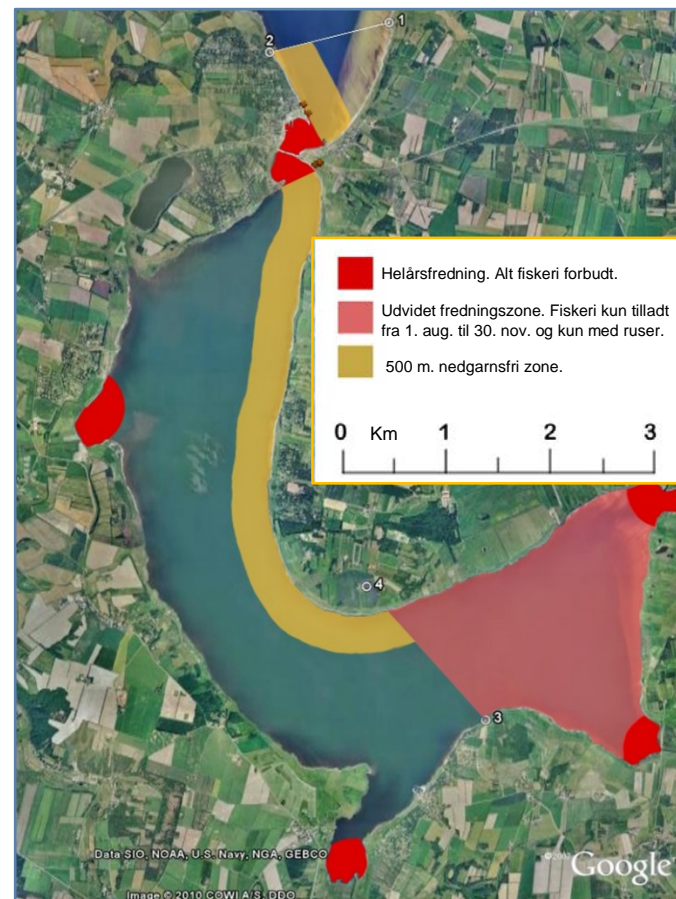 1
2
Helårsfredning. Alt fiskeri forbudt.
Udvidet fredningszone. Fiskeri kun tilladt
fra 1. aug. til 30. nov. og kun med ruser.
500 m. nedgarnsfri zone.
0 Km 1 2 3
4
3
Data SIO, NOAA, U.S. Navy, NGA, GEBCO
Google
Image © 2010 COWI A/S, DDO